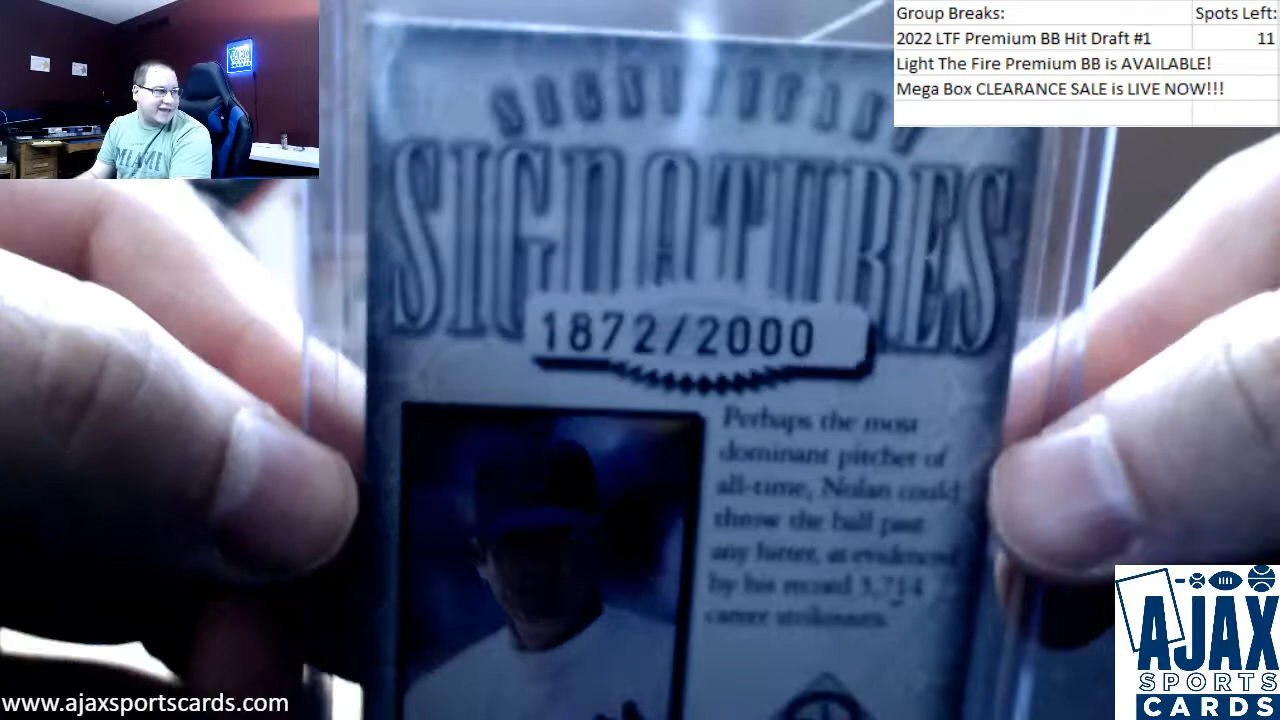 Group Breaks: Spots Left:
2022 LTF Premium BB Hit Draft #1 11
Light The Fire Premium BB is AVAILABLE!
Mega Box CLEARANCE SALE is LIVE NOW!!!
MIAMI
SIGNATURES
1872/2000
Perhaps the most
dominant pitcher of
all-time, Nolan could
throw the ball past
any hitter, as evidenced
by his record 5,714
career strikeouts.
AJAX
SPORTS
CARDS
www.ajaxsportscards.com